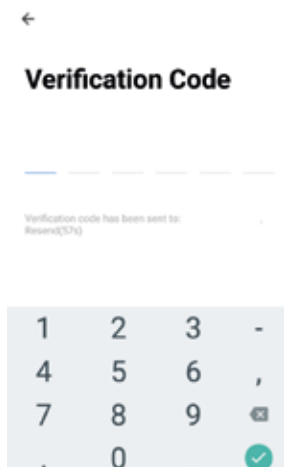 Verification Code
Verification code has been sent to:
Resend(57s)
1 2 3 -
4 5 6 ,
7 8 9
. 0